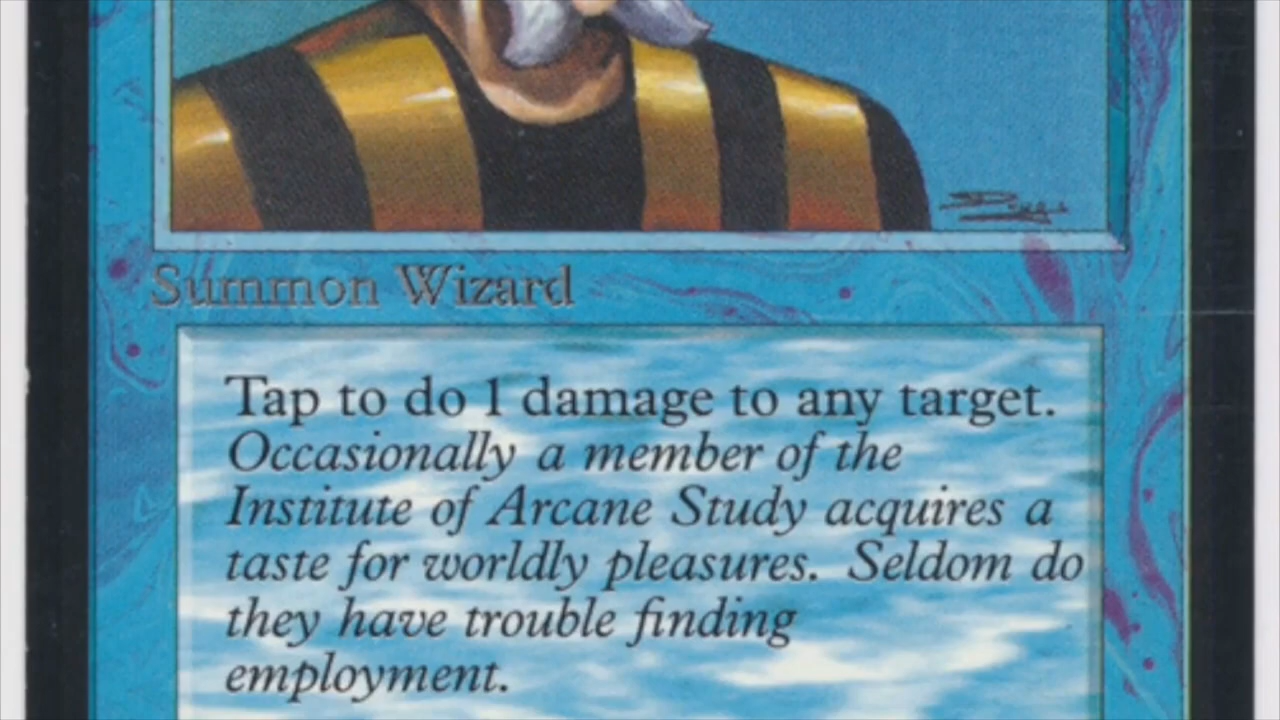 Summon Wizard
Tap to do 1 damage to any target.
Occasionally a member of the
Institute of Arcane Study acquires a
taste for worldly pleasures. Seldom do
they have trouble finding
employment.